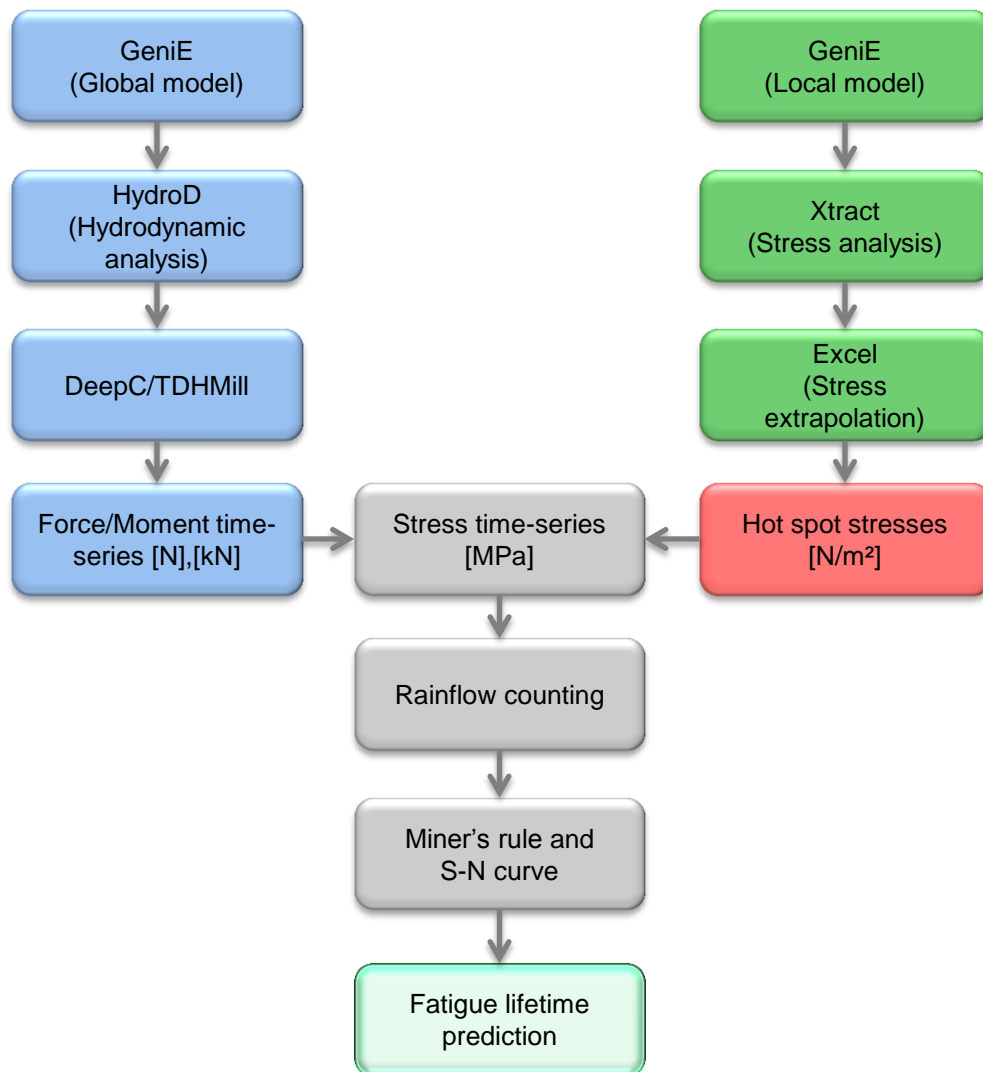 GeniE
(Global model)
GeniE
(Local model)
HydroD
(Hydrodynamic
analysis)
Xtract
(Stress analysis)
DeepC/TDHMill
Excel
(Stress
extrapolation)
Force/Moment time-
series [N],[kN]
Stress time-series
[MPa]
Hot spot stresses
[N/m²]
Rainflow counting
Miner’s rule and
S-N curve
Fatigue lifetime
prediction